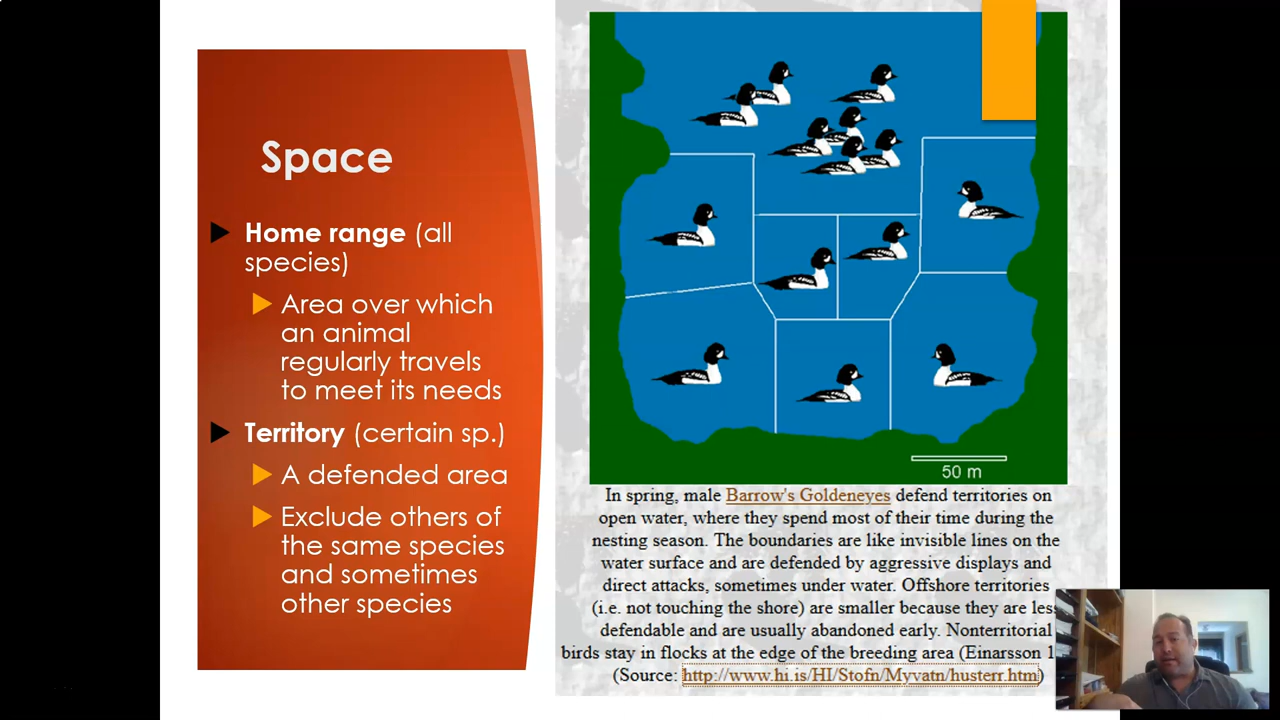 Space
Home range (all
species)
Area over which
an animal
regularly travels
to meet its needs
Territory (certain sp.)
A defended area
Exclude others of
the same species
and sometimes
other species
50 m
In spring, male Barrow's Goldeneyes defend territories on
open water, where they spend most of their time during the
nesting season. The boundaries are like invisible lines on the
water surface and are defended by aggressive displays and
direct attacks, sometimes under water. Offshore territories
(i.e. not touching the shore) are smaller because they are less
defendable and are usually abandoned early. Nonterritorial
birds stay in flocks at the edge of the breeding area (Einarsson
(Source: http://www.hi.is/HI/Stofn/Myvatn/husterr.htm)